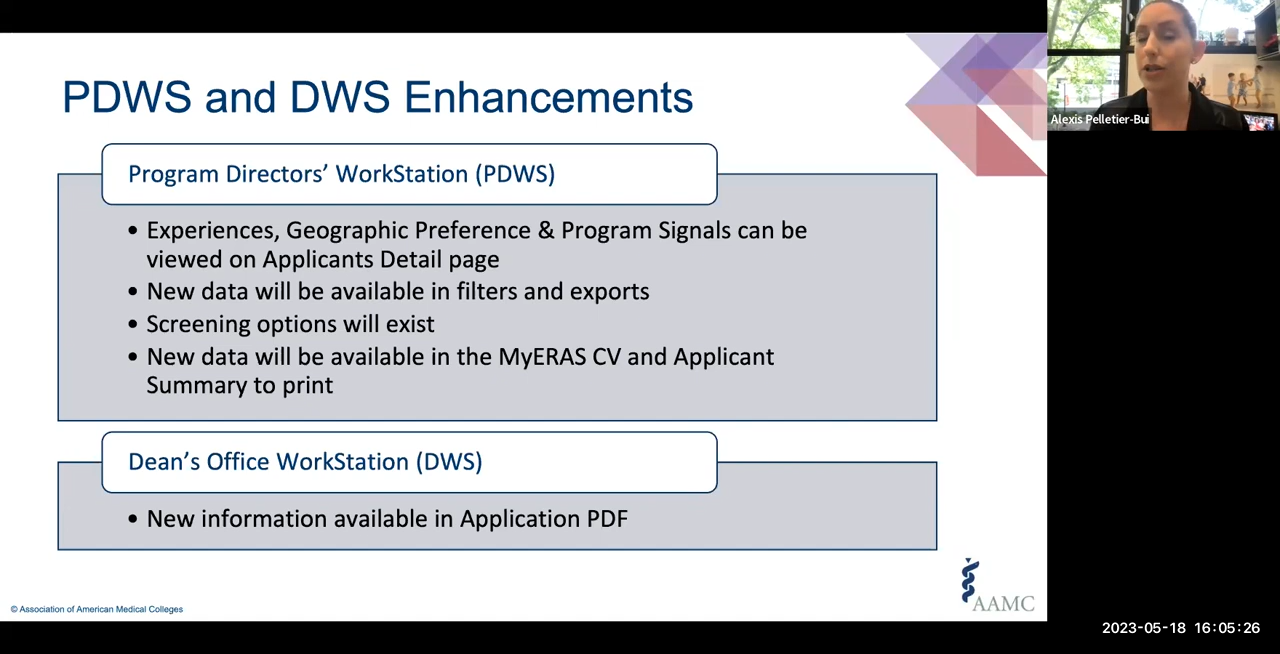 PDWS and DWS Enhancements
Alexis Pelletier-Bui
Program Directors’ WorkStation (PDWS)
• Experiences, Geographic Preference & Program Signals can be
viewed on Applicants Detail page
• New data will be available in filters and exports
• Screening options will exist
• New data will be available in the MyERAS CV and Applicant
Summary to print
Dean’s Office WorkStation (DWS)
• New information available in Application PDF
© Association of American Medical Colleges
AAMC
2023-05-18 16:05:26